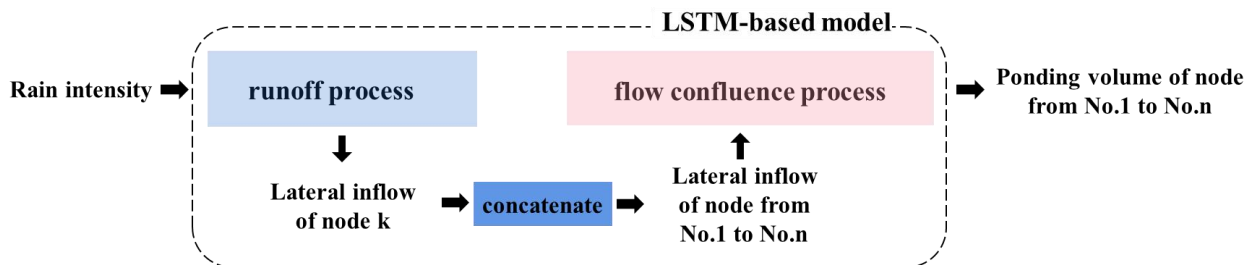 LSTM-based model
Rain intensity
runoff process
Lateral inflow
of node k
concatenate
Lateral inflow
of node from
No.1 to No.n
flow confluence process
Ponding volume of node
from No.1 to No.n